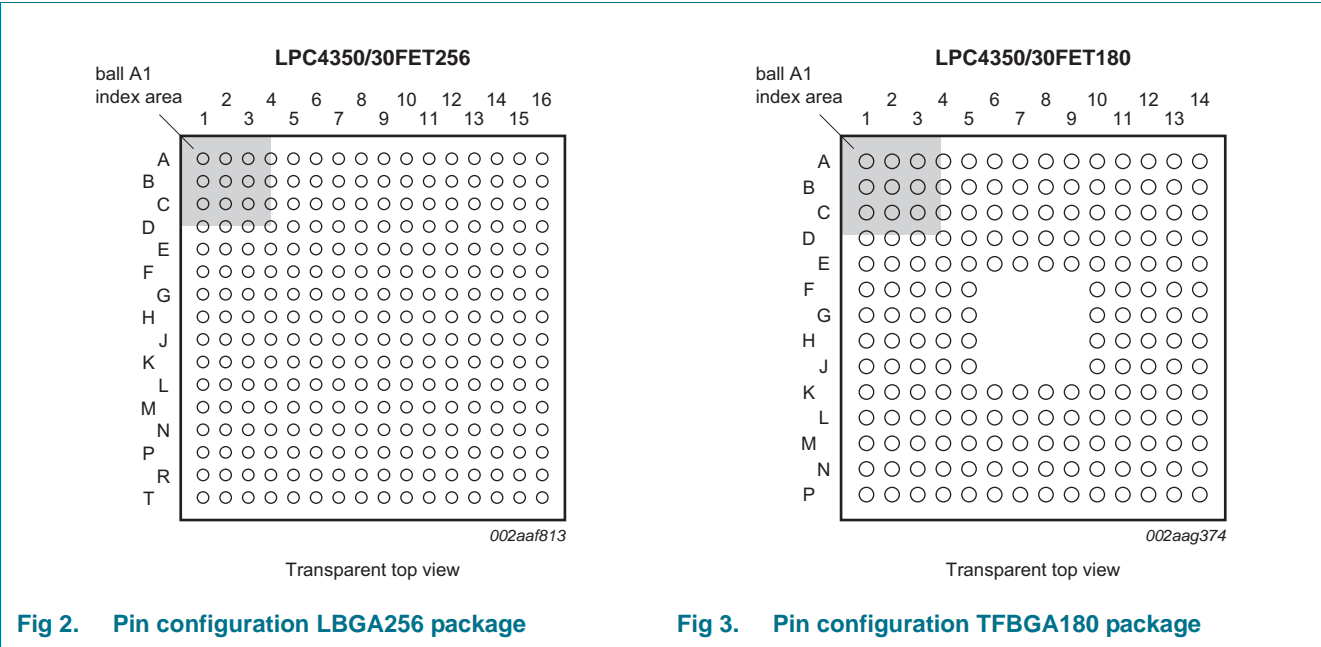 LPC4350/30FET256
ball A1
index area
2 4 6 8 10 12 14 16
1 3 5 7 9 11 13 15
A
B
C
D
E
F
G
H
J
K
L
M
N
P
R
T
002aaf813
Transparent top view
Fig 2. Pin configuration LBGA256 package
LPC4350/30FET180
ball A1
index area
2 4 6 8 10 12 14
1 3 5 7 9 11 13
A
B
C
D
E
F
G
H
J
K
L
M
N
P
002aag374
Transparent top view
Fig 3. Pin configuration TFBGA180 package